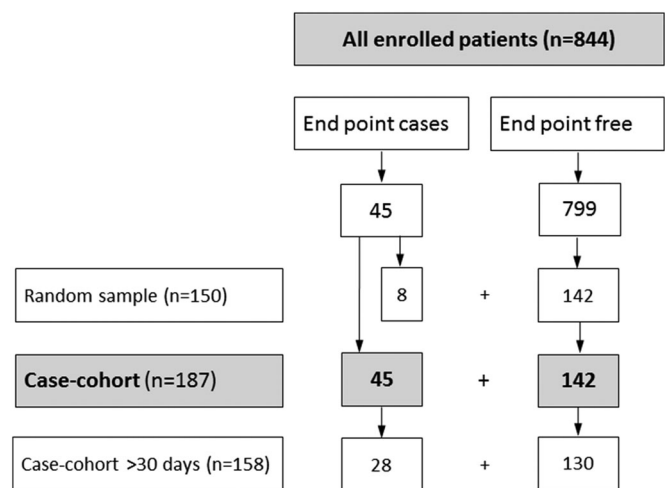 All enrolled patients (n=844)
End point cases End point free
45 799
Random sample (n=150) 8 + 142
Case-cohort (n=187) 45 + 142
Case-cohort >30 days (n=158) 28 + 130